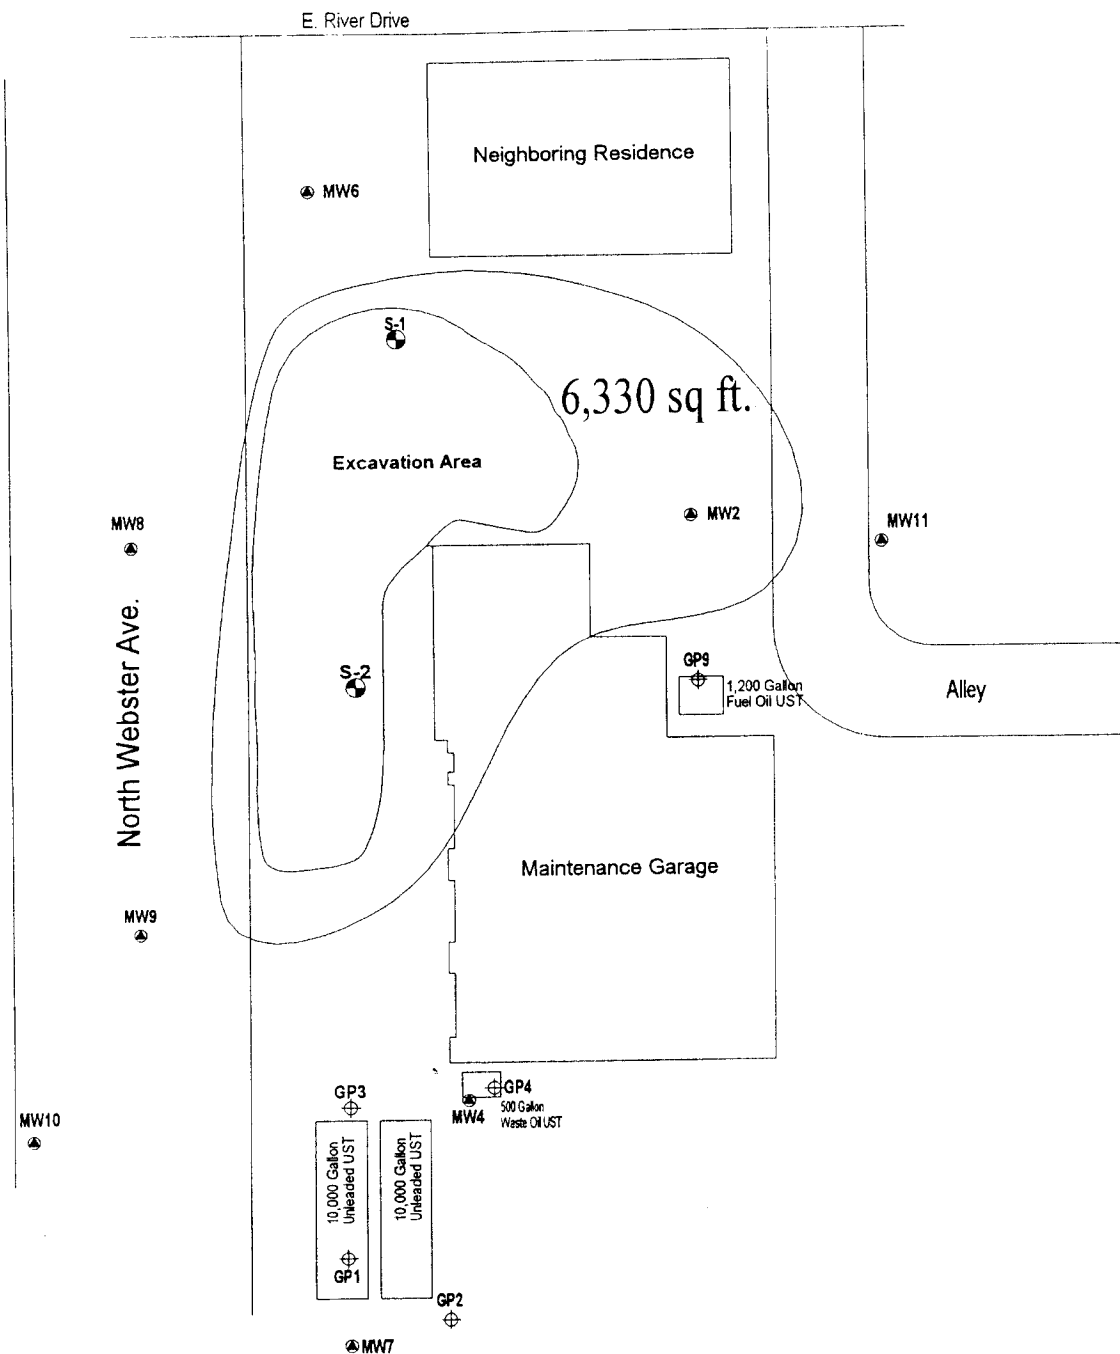 E. River Drive
Neighboring Residence
MW6
S-1
6,330 sq ft.
Excavation Area
MW2
MW8
MW11
North Webster Ave.
S-2
GP9
1,200 Gallon
Fuel Oil UST
Alley
Maintenance Garage
MW9
GP3
GP4
MW4
500 Gallon
Waste Oil UST
MW10
10,000 Gallon
Unleaded UST
10,000 Gallon
Unleaded UST
GP1
GP2
MW7